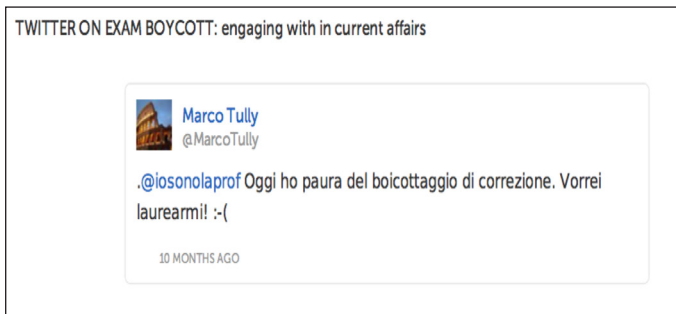 TWITTER ON EXAM BOYCOTT: engaging with in current affairs
Marco Tully
@MarcoTully
.@iosonolaprof Oggi ho paura del boicottaggio di correzione. Vorrei
laurearmi! :-(
10 MONTHS AGO